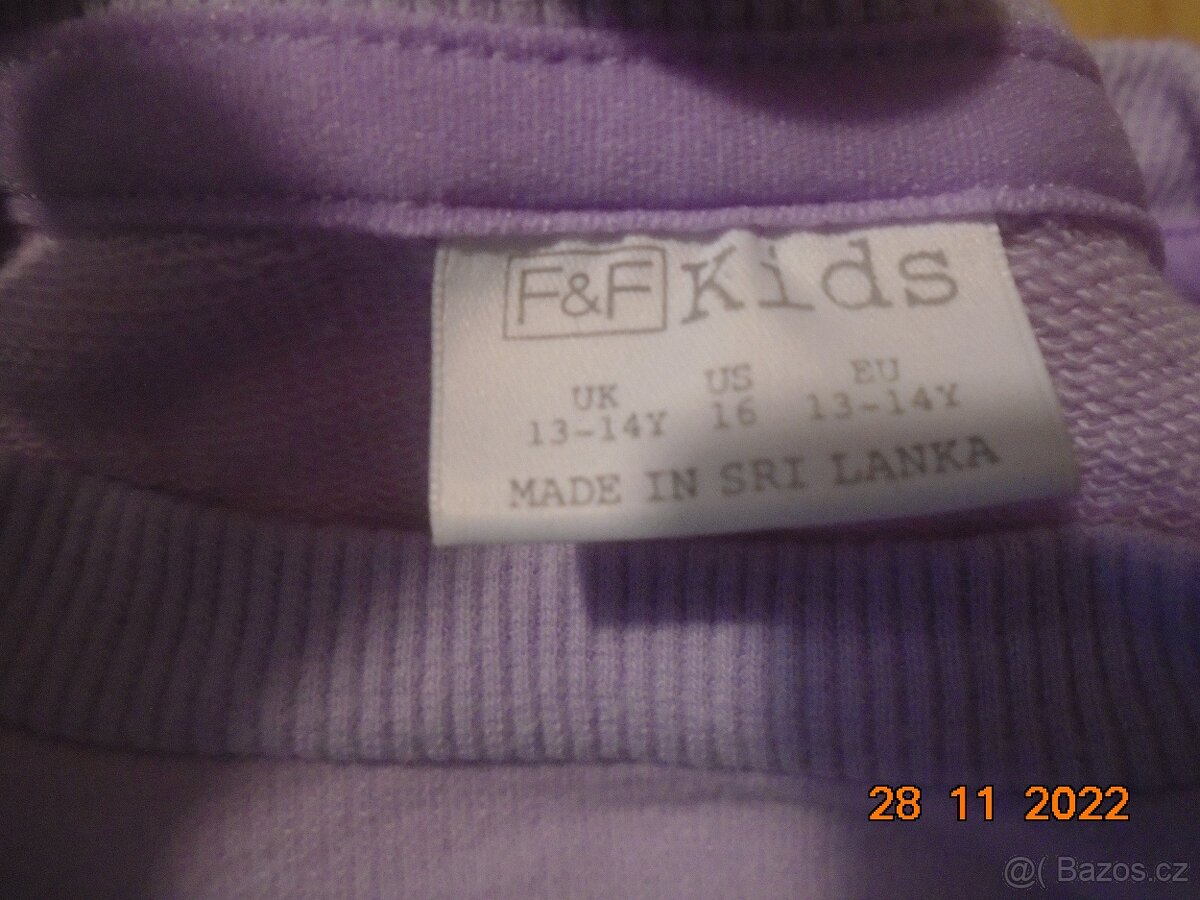 F&F Kids
UK US EU
13-14Y 16 13-14Y
MADE IN SRI LANKA
28 11 2022
@( Bazos.cz